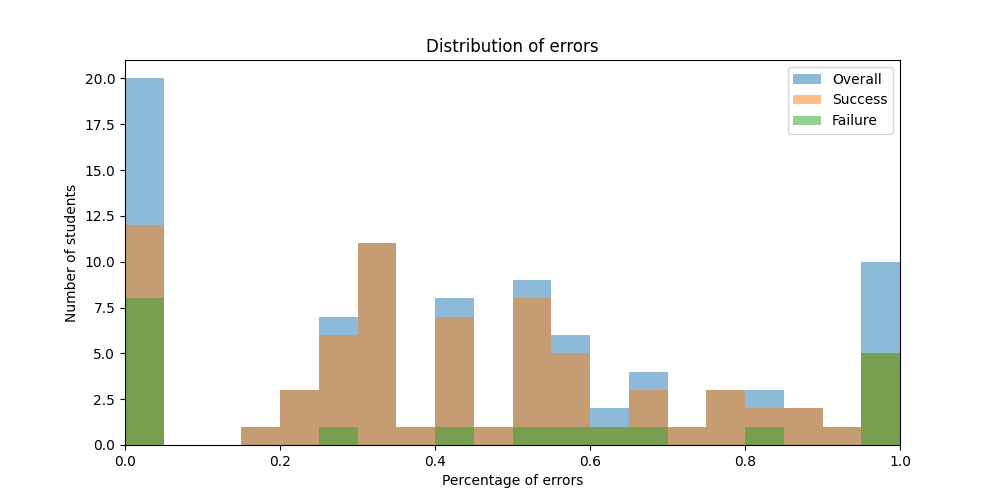 Distribution of errors
Overall
Success
Failure
Number of students
20.0
17.5
15.0
12.5
10.0
7.5
5.0
2.5
0.0
0.0 0.2 0.4 0.6 0.8 1.0
Percentage of errors